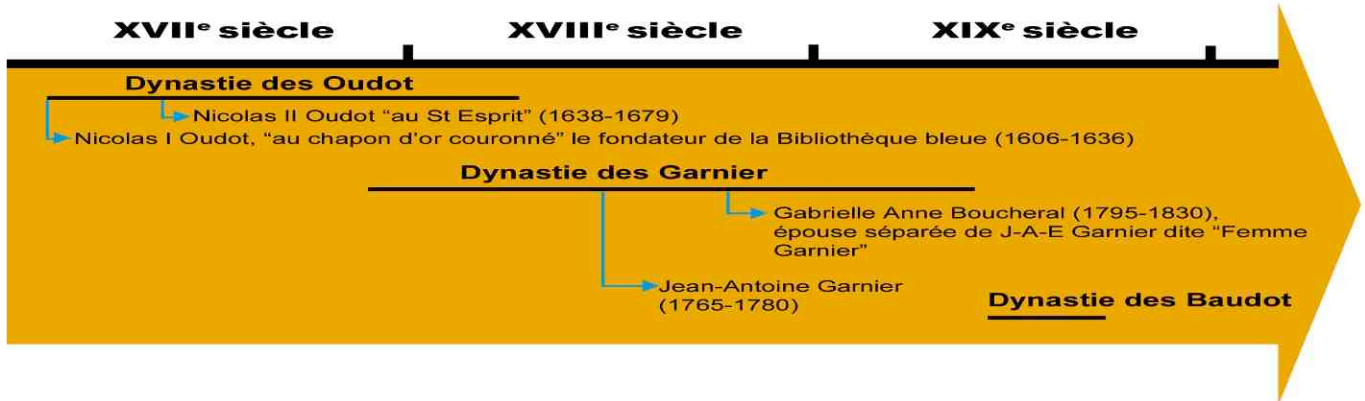 XVIIe siècle XVIIIe siècle XIXe siècle
Dynastie des Oudot
Nicolas II Oudot “au St Esprit” (1638-1679)
Nicolas I Oudot, “au chapon d’or couronné” le fondateur de la Bibliothèque bleue (1606-1636)
Dynastie des Garnier
Gabrielle Anne Boucheral (1795-1830),
épouse séparée de J-A-E Garnier dite “Femme
Garnier”
Jean-Antoine Garnier
(1765-1780)
Dynastie des Baudot